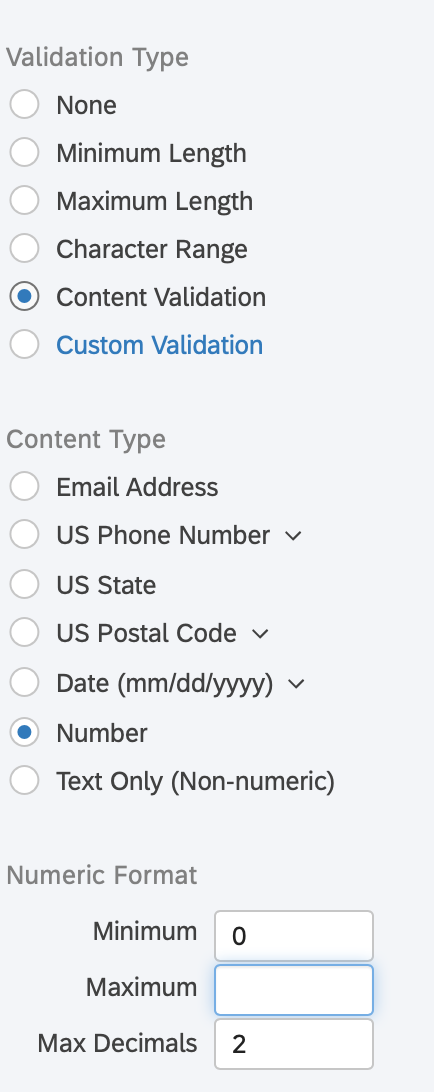 Validation Type
None
Minimum Length
Maximum Length
Character Range
Content Validation
Custom Validation
Content Type
Email Address
US Phone Number
US State
US Postal Code
Date (mm/dd/yyyy)
Number
Text Only (Non-numeric)
Numeric Format
Minimum 0
Maximum
Max Decimals 2